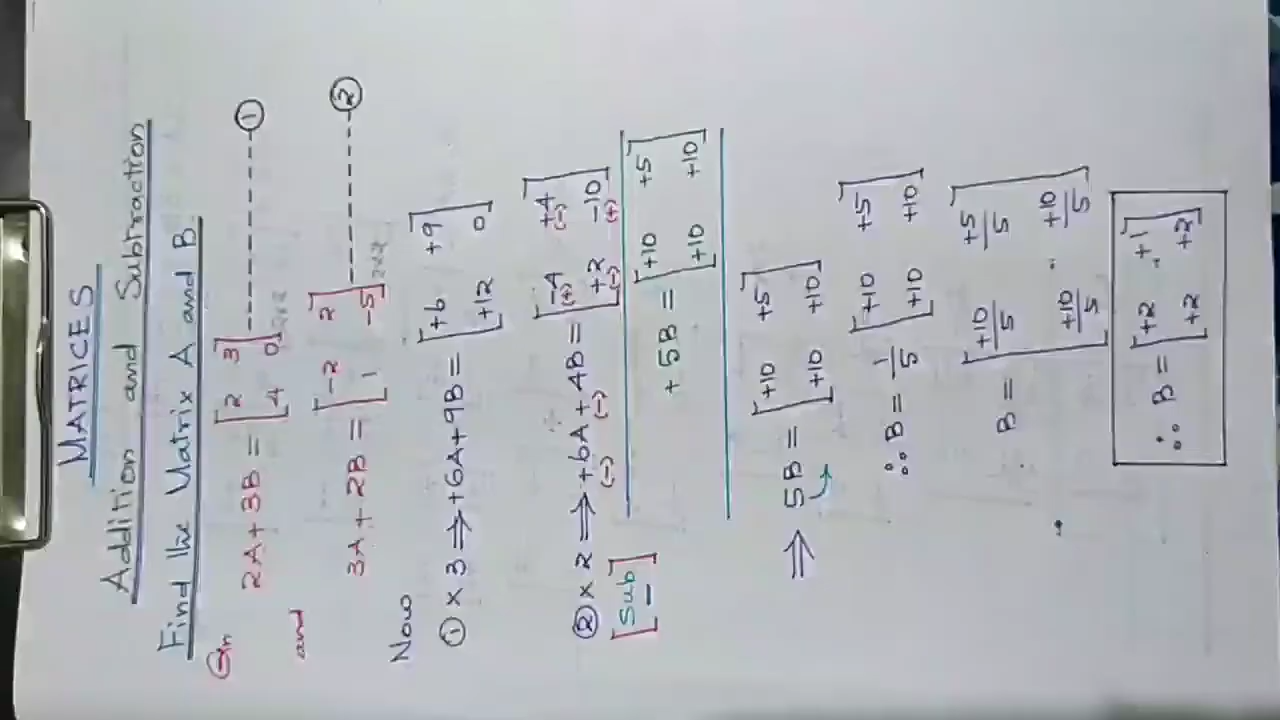 MATRICES
Addition and Subtraction
Find the Matrix A and B
Gn 2A + 3B = [2 3; 4 0]2x2 ------ ①
and 3A + 2B = [-2 2; 1 -5]2x2 ------ ②
Now
① x 3 ⇒ +6A + 9B = [+6 +9; +12 0]
② x 2 ⇒ +6A + 4B = [-4 +4; +2 -10]
(-) (-) [(+) (-); (-) (+)]
[Sub -]
+ 5B = [+10 +5; +10 +10]
⇒ 5B = [+10 +5; +10 +10]
∴ B = 1/5 [+10 +5; +10 +10]
B = [+10/5 +5/5; +10/5 +10/5]
∴ B = [+2 +1; +2 +2]